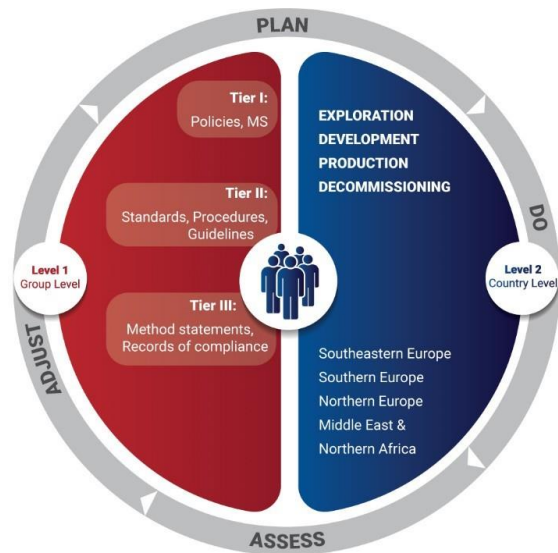 PLAN
Tier I:
Policies, MS
Tier II:
Standards, Procedures,
Guidelines
Level 1
Group Level
Tier III:
Method statements,
Records of compliance
EXPLORATION
DEVELOPMENT
PRODUCTION
DECOMMISSIONING
DO
Level 2
Country Level
Southeastern Europe
Southern Europe
Northern Europe
Middle East &
Northern Africa
ASSESS
ADJUST